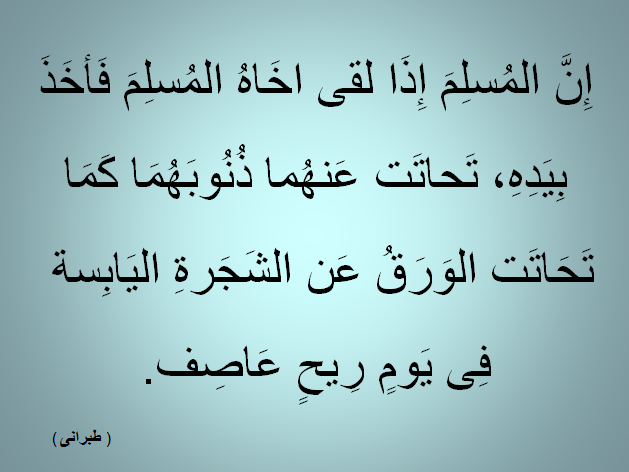 إِنَّ المُسلِمَ إِذَا لقى اخَاهُ المُسلِمَ فَأخَذَ
بِيَدِهِ، تَحاتَت عَنهُما ذُنُوبَهُمَا كَمَا
تَحَاتَت الوَرَقُ عَن الشَجَرةِ اليَابِسة
فِى يَومٍ رِيحٍ عَاصِف.
( طبرانى )